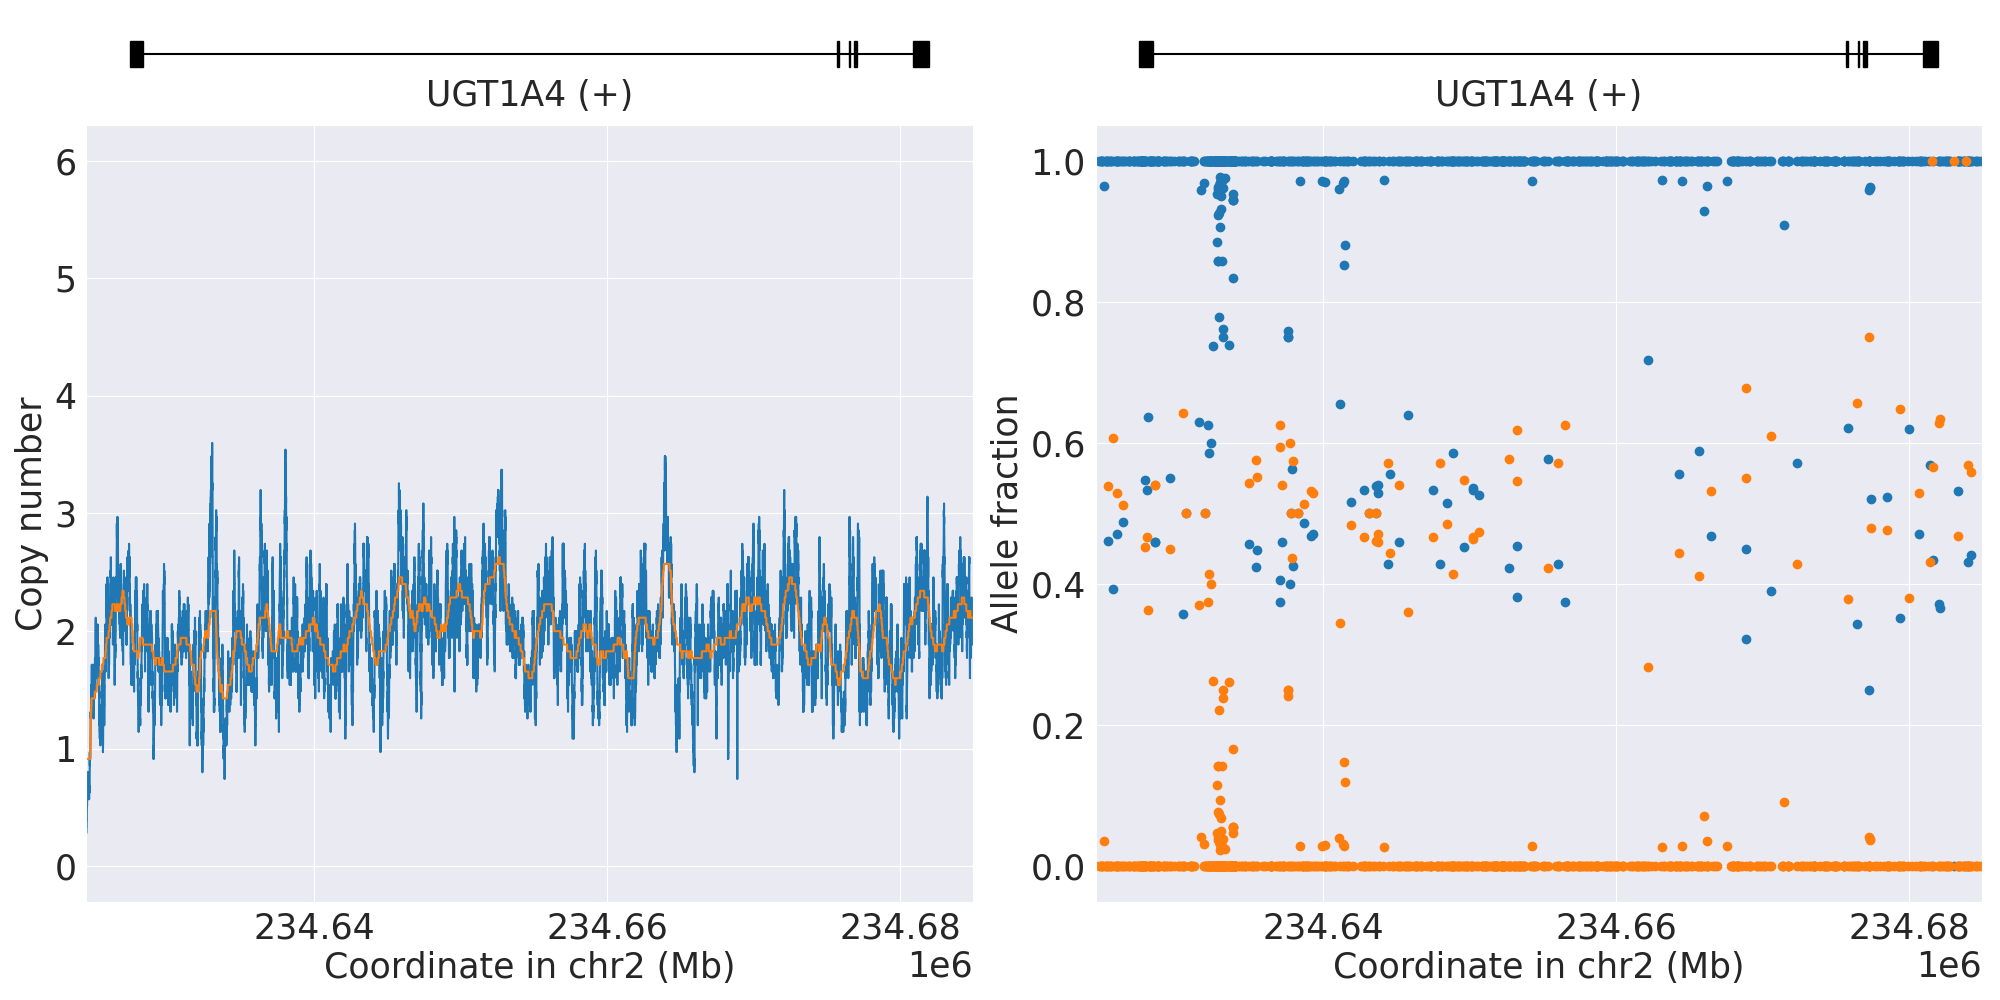 UGT1A4 (+)
6
5
4
3
2
1
0
Copy number
234.64
234.66
234.68
Coordinate in chr2 (Mb)
1e6
UGT1A4 (+)
1.0
0.8
0.6
0.4
0.2
0.0
Allele fraction
234.64
234.66
234.68
Coordinate in chr2 (Mb)
1e6